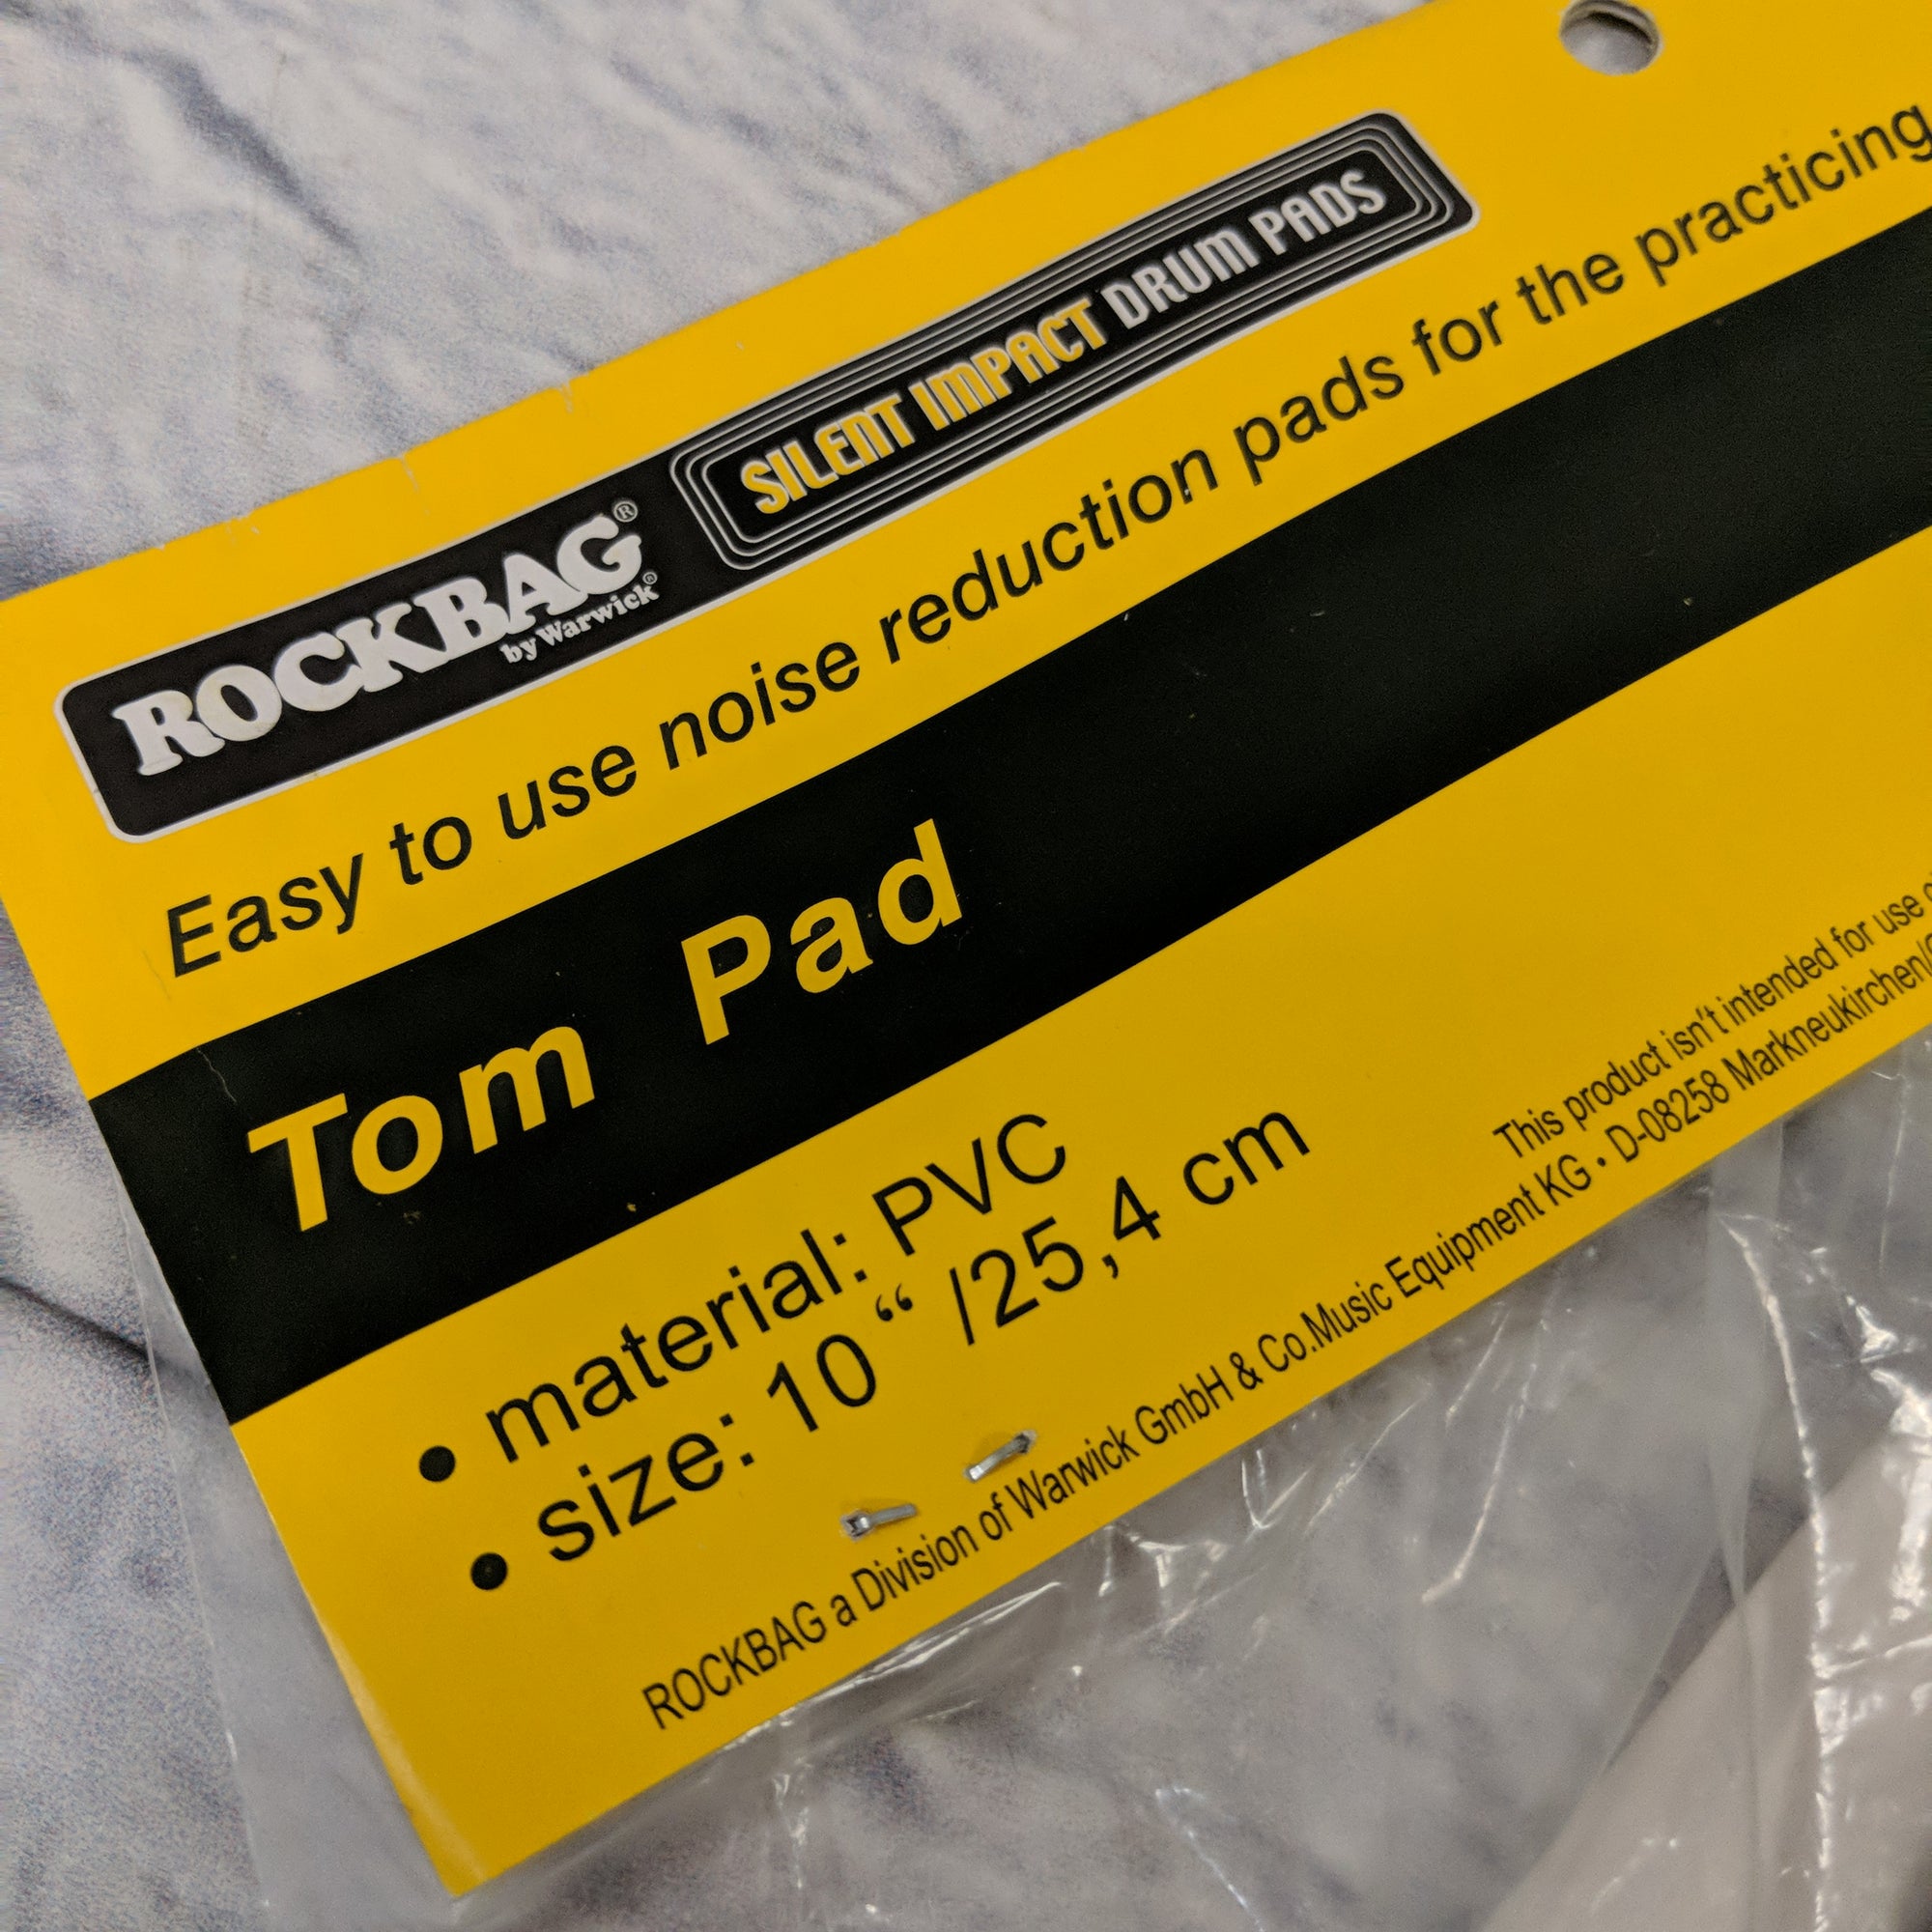 ROCKBAG®
by Warwick®
SILENT IMPACT DRUM PADS
Easy to use noise reduction pads for the practicing
Tom Pad
• material: PVC
• size: 10“ /25,4 cm
This product isn't intended for use
ROCKBAG a Division of Warwick GmbH & Co.Music Equipment KG • D-08258 Markneukirchen/